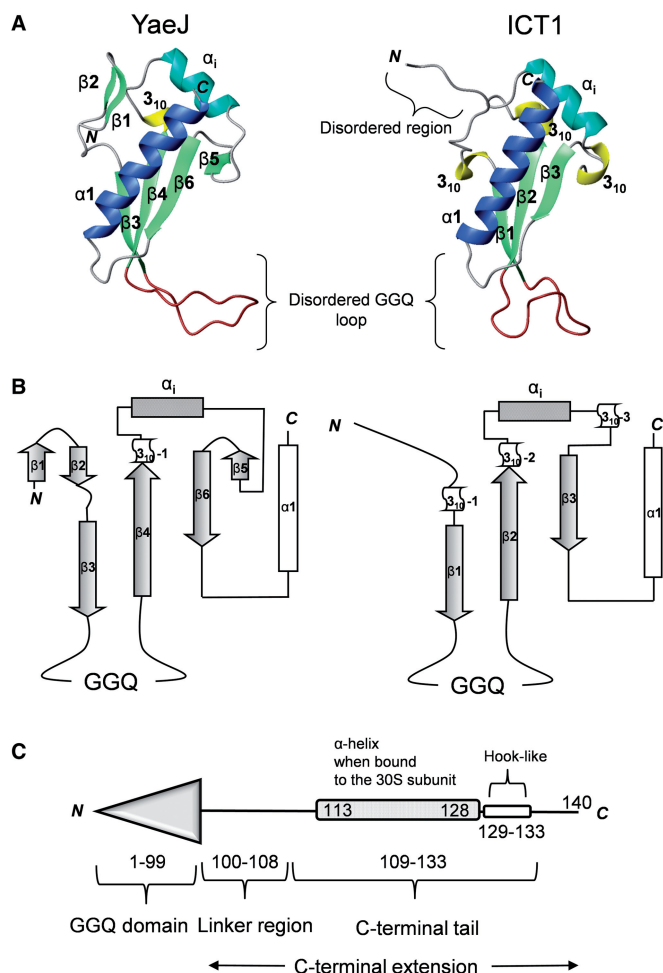 A
YaeJ
ICT1
β2
αi
C
β1
N
3₁₀
β5
β6
α1
β4
β3
N
C
αi
Disordered region
3₁₀
3₁₀
3₁₀
β3
β2
α1
β1
Disordered GGQ
loop
B
αi
C
β1
β2
3₁₀-1
N
β5
β6
β4
α1
β3
GGQ
N
αi
C
3₁₀-3
3₁₀-2
3₁₀-1
β3
β2
α1
β1
GGQ
C
α-helix
when bound
to the 30S subunit
Hook-like
N
113
128
140
C
129-133
1-99
100-108
109-133
GGQ domain
Linker region
C-terminal tail
C-terminal extension